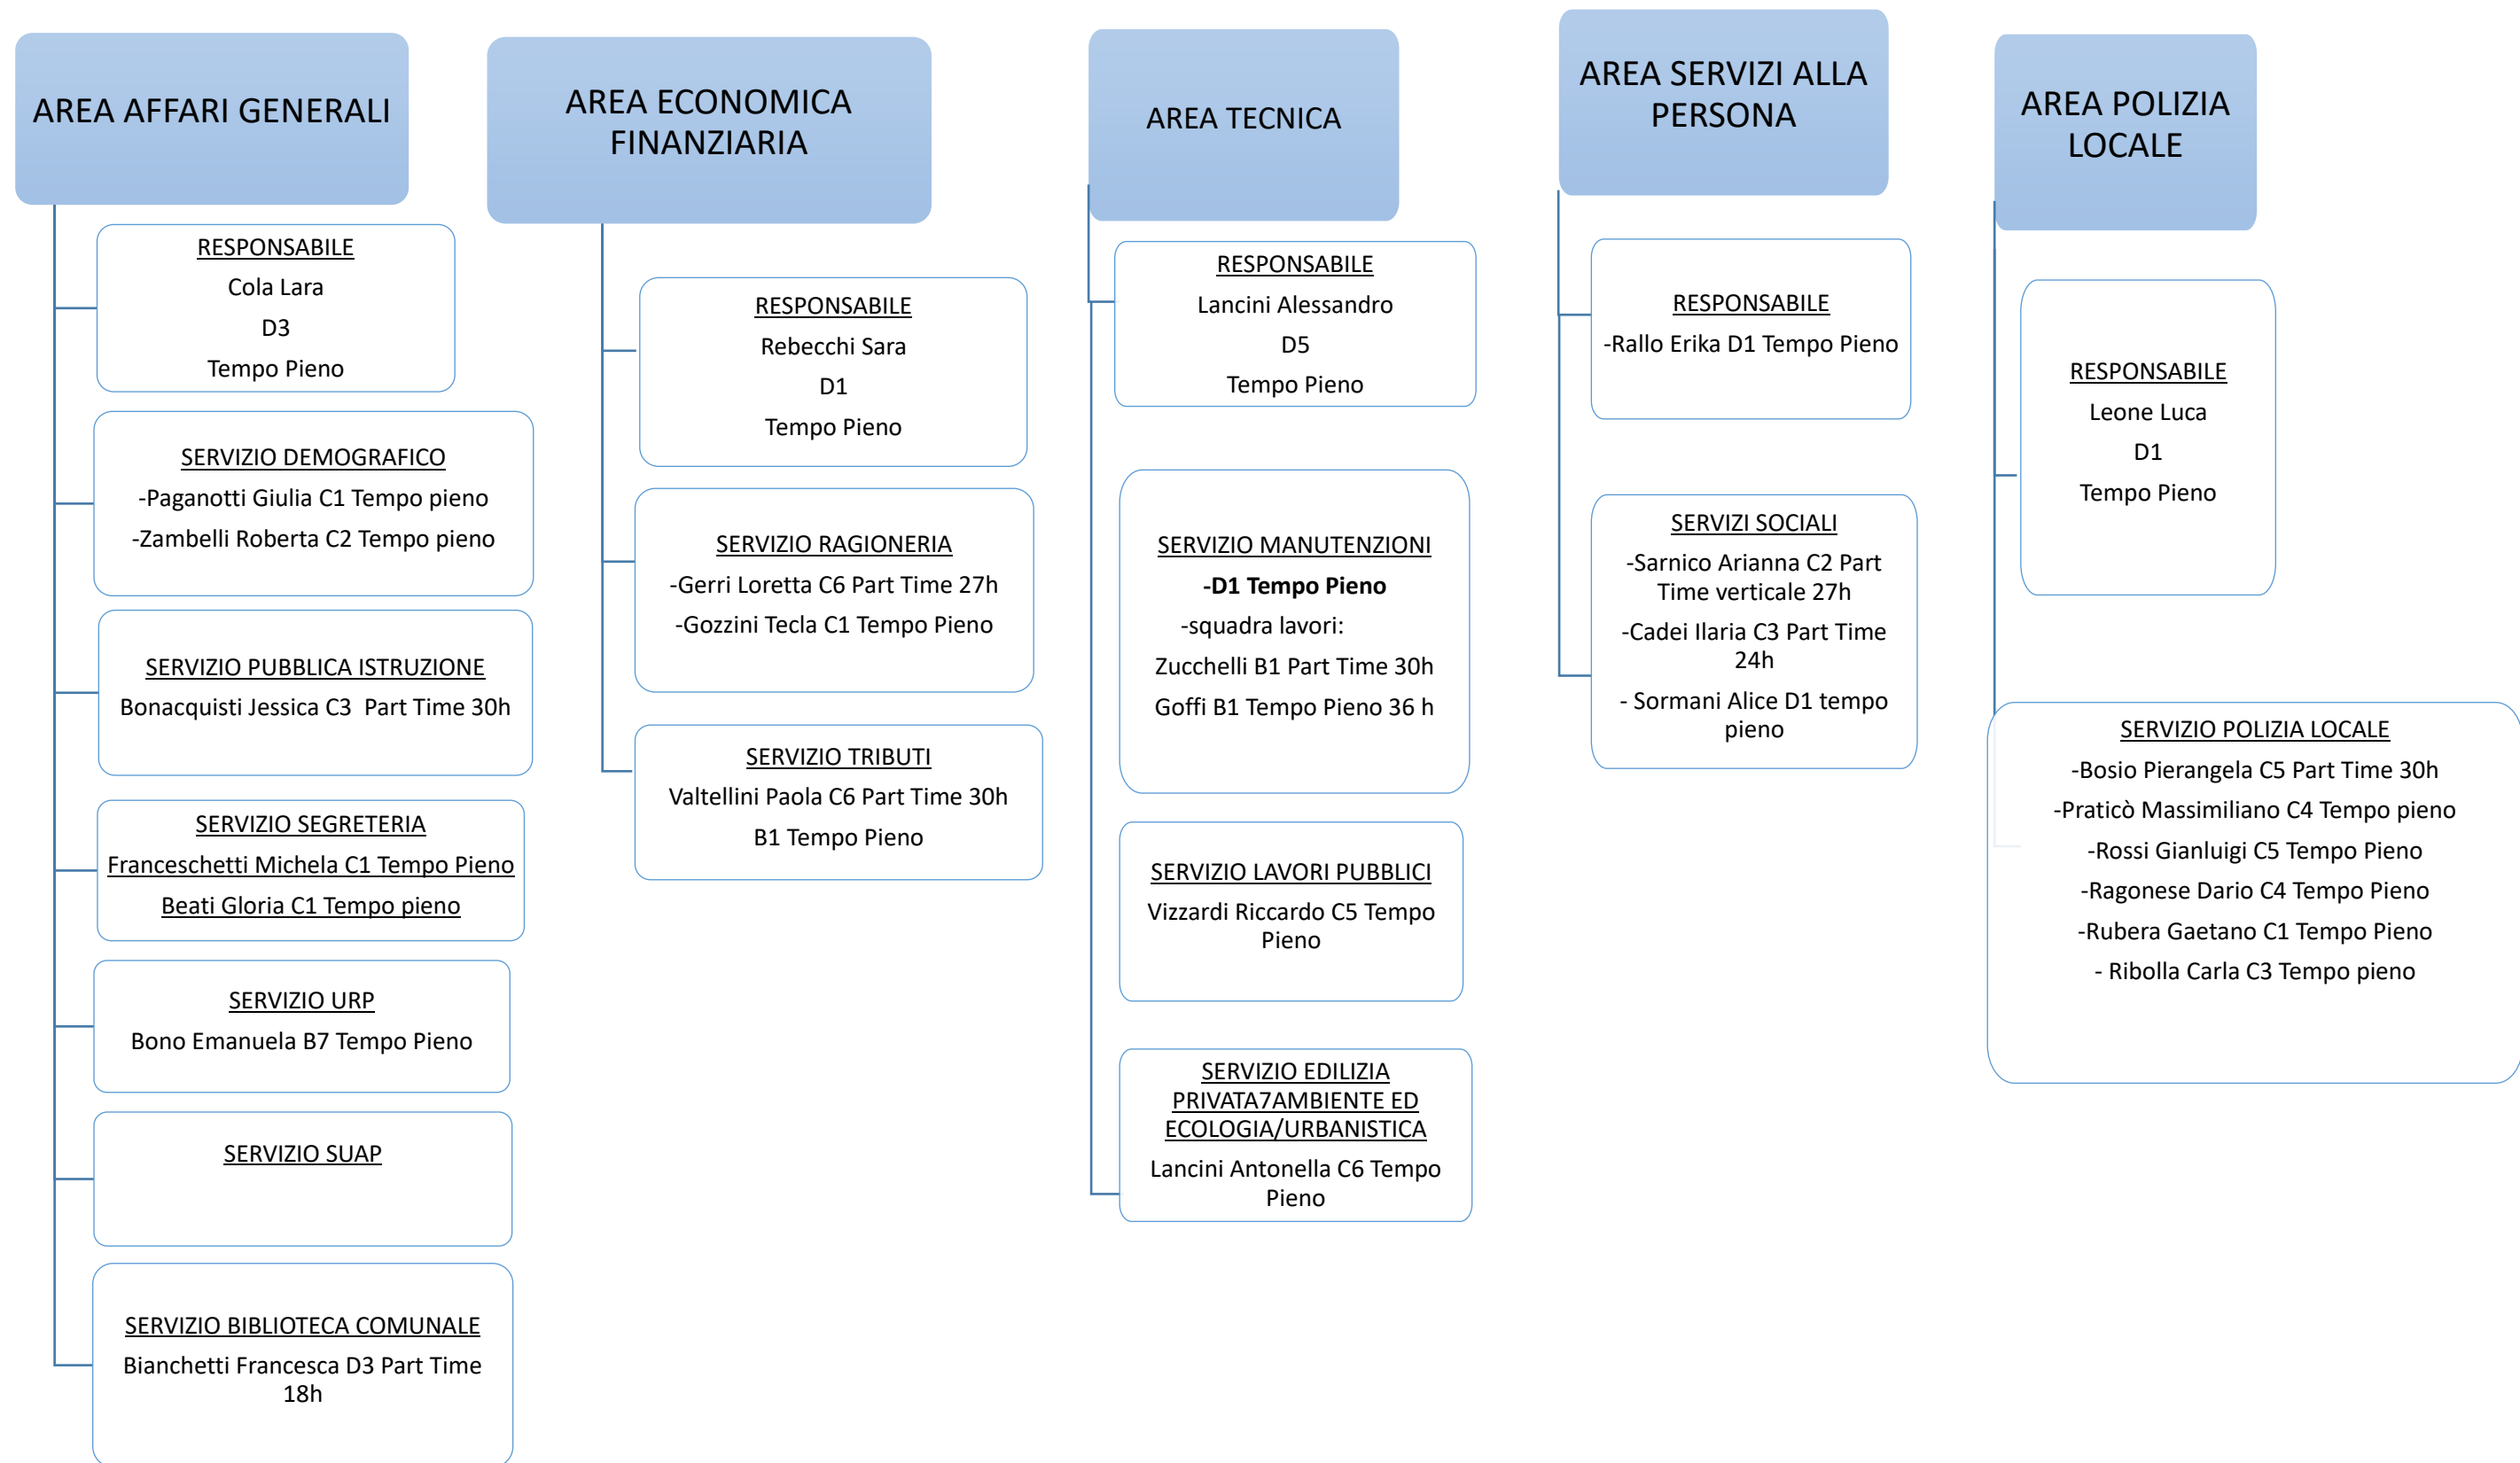 AREA AFFARI GENERALI
RESPONSABILE
Cola Lara
D3
Tempo Pieno
SERVIZIO DEMOGRAFICO
-Paganotti Giulia C1 Tempo pieno
-Zambelli Roberta C2 Tempo pieno
SERVIZIO PUBBLICA ISTRUZIONE
Bonacquisti Jessica C3  Part Time 30h
SERVIZIO SEGRETERIA
Franceschetti Michela C1 Tempo Pieno
Beati Gloria C1 Tempo pieno
SERVIZIO URP
Bono Emanuela B7 Tempo Pieno
SERVIZIO SUAP
SERVIZIO BIBLIOTECA COMUNALE
Bianchetti Francesca D3 Part Time
18h
AREA ECONOMICA
FINANZIARIA
RESPONSABILE
Rebecchi Sara
D1
Tempo Pieno
SERVIZIO RAGIONERIA
-Gerri Loretta C6 Part Time 27h
-Gozzini Tecla C1 Tempo Pieno
SERVIZIO TRIBUTI
Valtellini Paola C6 Part Time 30h
B1 Tempo Pieno
AREA TECNICA
RESPONSABILE
Lancini Alessandro
D5
Tempo Pieno
SERVIZIO MANUTENZIONI
-D1 Tempo Pieno
-squadra lavori:
Zucchelli B1 Part Time 30h
Goffi B1 Tempo Pieno 36 h
SERVIZIO LAVORI PUBBLICI
Vizzardi Riccardo C5 Tempo
Pieno
SERVIZIO EDILIZIA
PRIVATA7AMBIENTE ED
ECOLOGIA/URBANISTICA
Lancini Antonella C6 Tempo
Pieno
AREA SERVIZI ALLA
PERSONA
RESPONSABILE
-Rallo Erika D1 Tempo Pieno
SERVIZI SOCIALI
-Sarnico Arianna C2 Part
Time verticale 27h
-Cadei Ilaria C3 Part Time
24h
- Sormani Alice D1 tempo
pieno
AREA POLIZIA
LOCALE
RESPONSABILE
Leone Luca
D1
Tempo Pieno
SERVIZIO POLIZIA LOCALE
-Bosio Pierangela C5 Part Time 30h
-Praticò Massimiliano C4 Tempo pieno
-Rossi Gianluigi C5 Tempo Pieno
-Ragonese Dario C4 Tempo Pieno
-Rubera Gaetano C1 Tempo Pieno
- Ribolla Carla C3 Tempo pieno